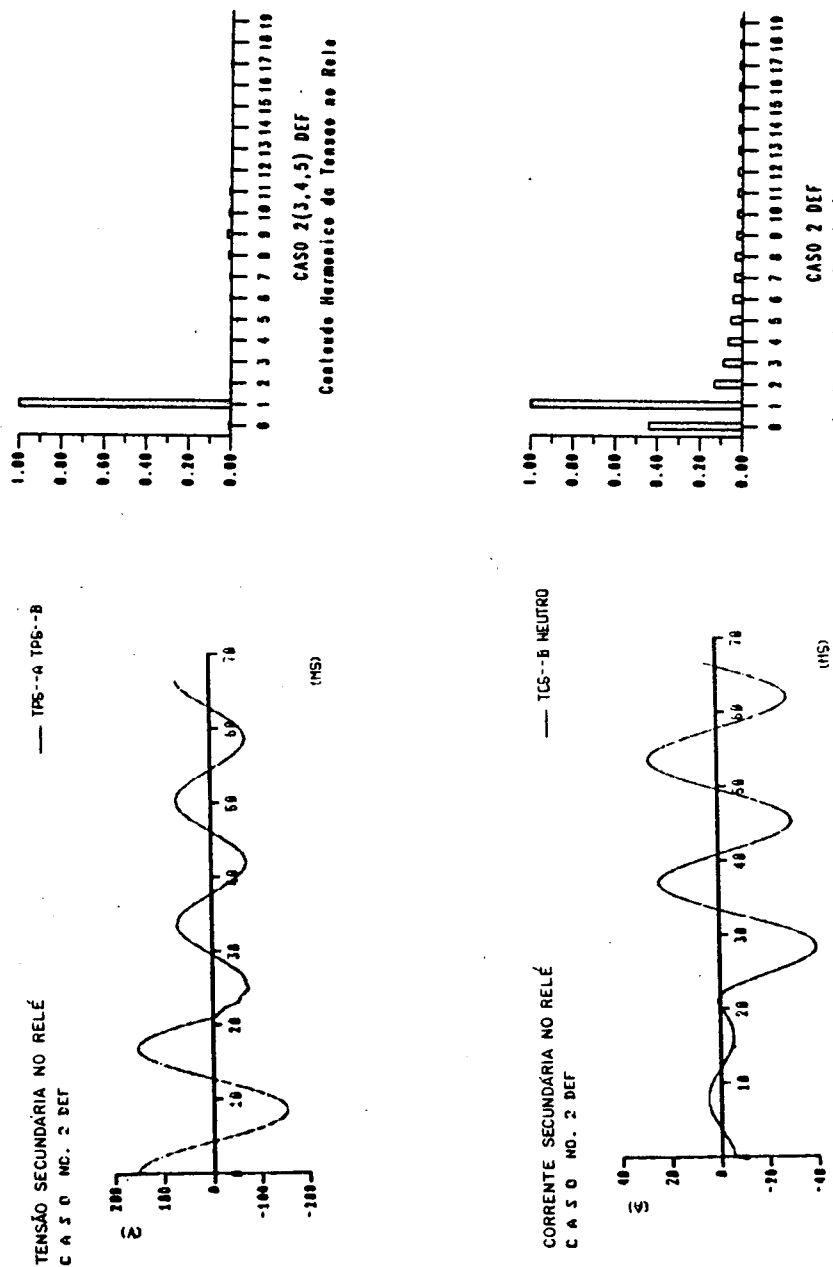 TENSÃO SECUNDÁRIA NO RELÉ
C A S O NO. 2 DEF
TPS--A TPS--B
200
100
0
-100
-200
(V)
0 10 20 30 40 50 60 70
(MS)
1.00
0.80
0.60
0.40
0.20
0.00
0 1 2 3 4 5 6 7 8 9 10 11 12 13 14 15 16 17 18 19
CASO 2(3,4,5) DEF
Conteudo Harmonico da Tensao no Rele
CORRENTE SECUNDÁRIA NO RELÉ
C A S O NO. 2 DEF
TCS--B NEUTRO
40
20
0
-20
-40
10 20 30 40 50 60 70
(MS)
1.00
0.80
0.60
0.40
0.20
0.00
0 1 2 3 4 5 6 7 8 9 10 11 12 13 14 15 16 17 18 19
CASO 2 DEF